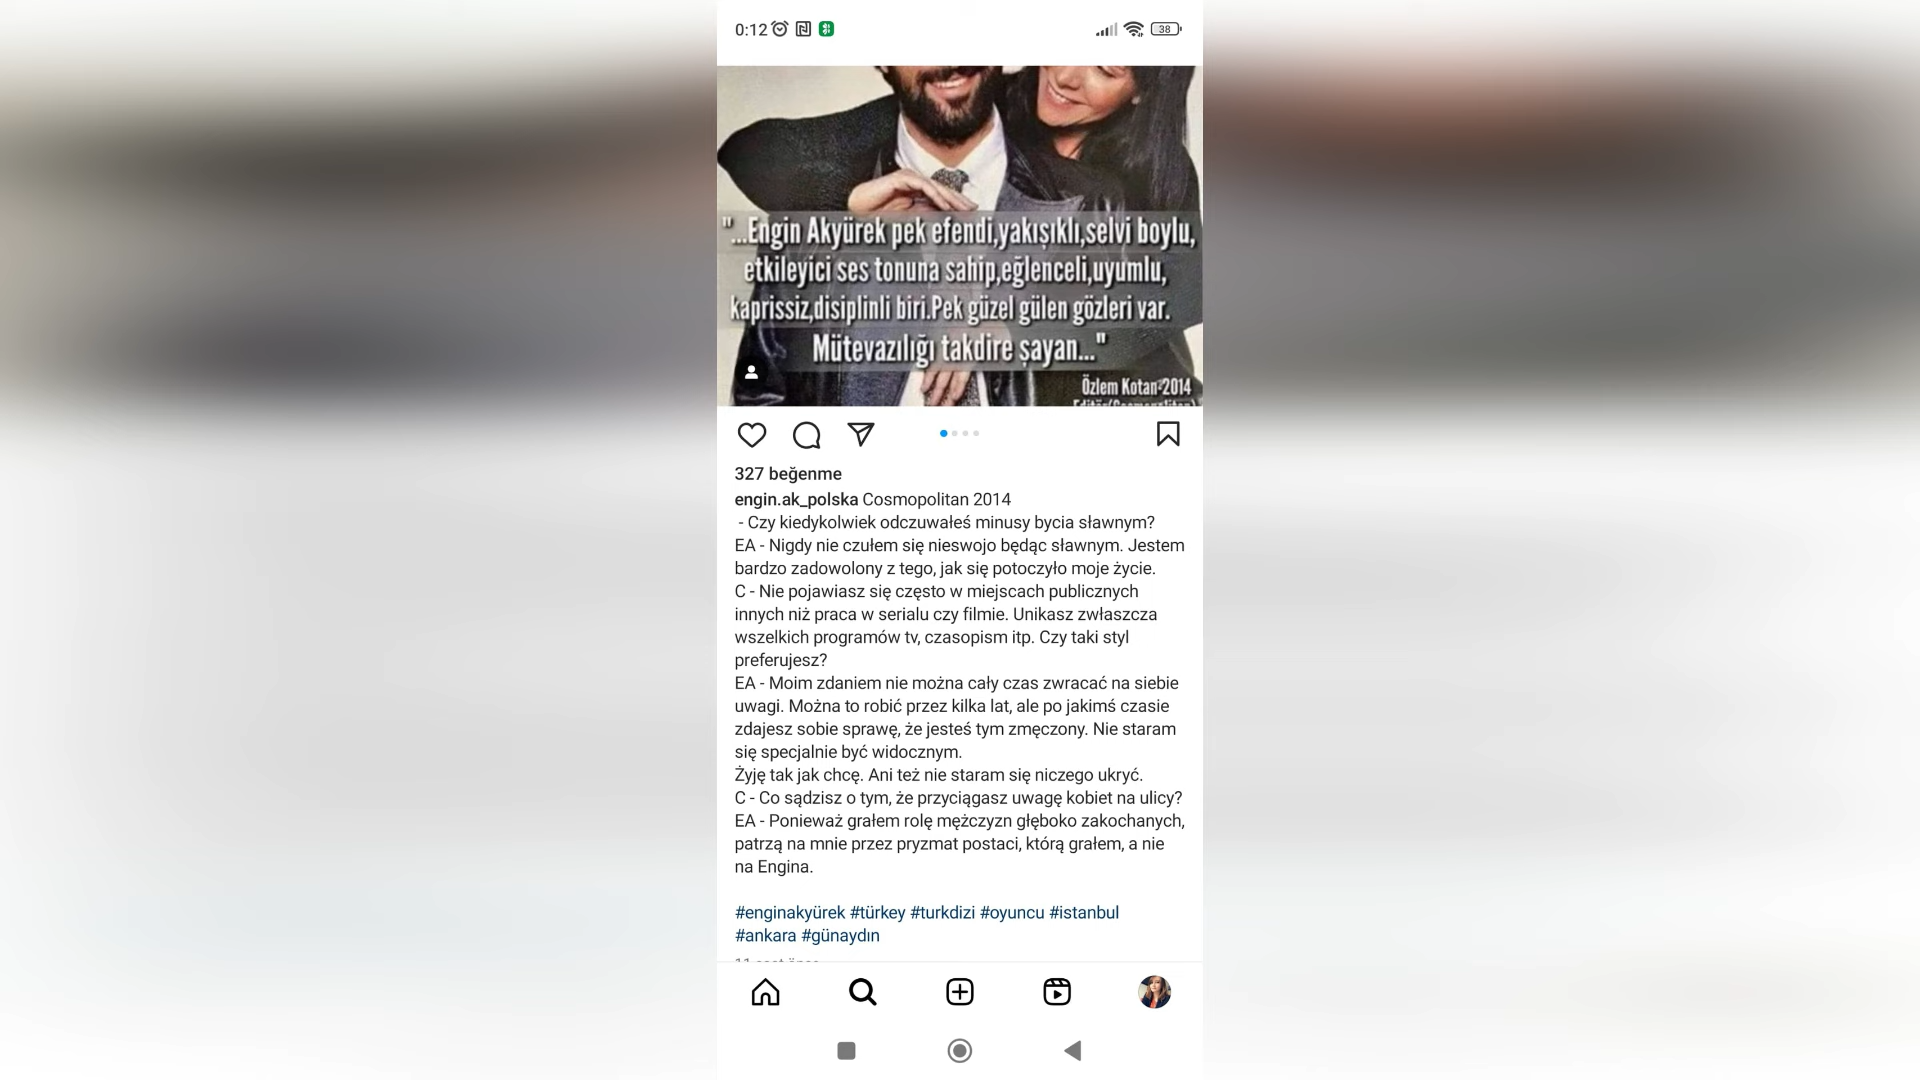 0:12
38
"...Engin Akyürek pek efendi,yakışıklı,selvi boylu,
etkileyici ses tonuna sahip,eğlenceli,uyumlu,
kaprissiz,disiplinli biri.Pek güzel gülen gözleri var.
Mütevazılığı takdire şayan..."
Özlem Kotan-2014
Editör(Cosmopolitan)
327 beğenme
engin.ak_polska Cosmopolitan 2014
- Czy kiedykolwiek odczuwałeś minusy bycia sławnym?
EA - Nigdy nie czułem się nieswojo będąc sławnym. Jestem
bardzo zadowolony z tego, jak się potoczyło moje życie.
C - Nie pojawiasz się często w miejscach publicznych
innych niż praca w serialu czy filmie. Unikasz zwłaszcza
wszelkich programów tv, czasopism itp. Czy taki styl
preferujesz?
EA - Moim zdaniem nie można cały czas zwracać na siebie
uwagi. Można to robić przez kilka lat, ale po jakimś czasie
zdajesz sobie sprawę, że jesteś tym zmęczony. Nie staram
się specjalnie być widocznym.
Żyję tak jak chcę. Ani też nie staram się niczego ukryć.
C - Co sądzisz o tym, że przyciągasz uwagę kobiet na ulicy?
EA - Ponieważ grałem rolę mężczyzn głęboko zakochanych,
patrzą na mnie przez pryzmat postaci, którą grałem, a nie
na Engina.
#enginakyürek #türkey #turkdizi #oyuncu #istanbul
#ankara #günaydın